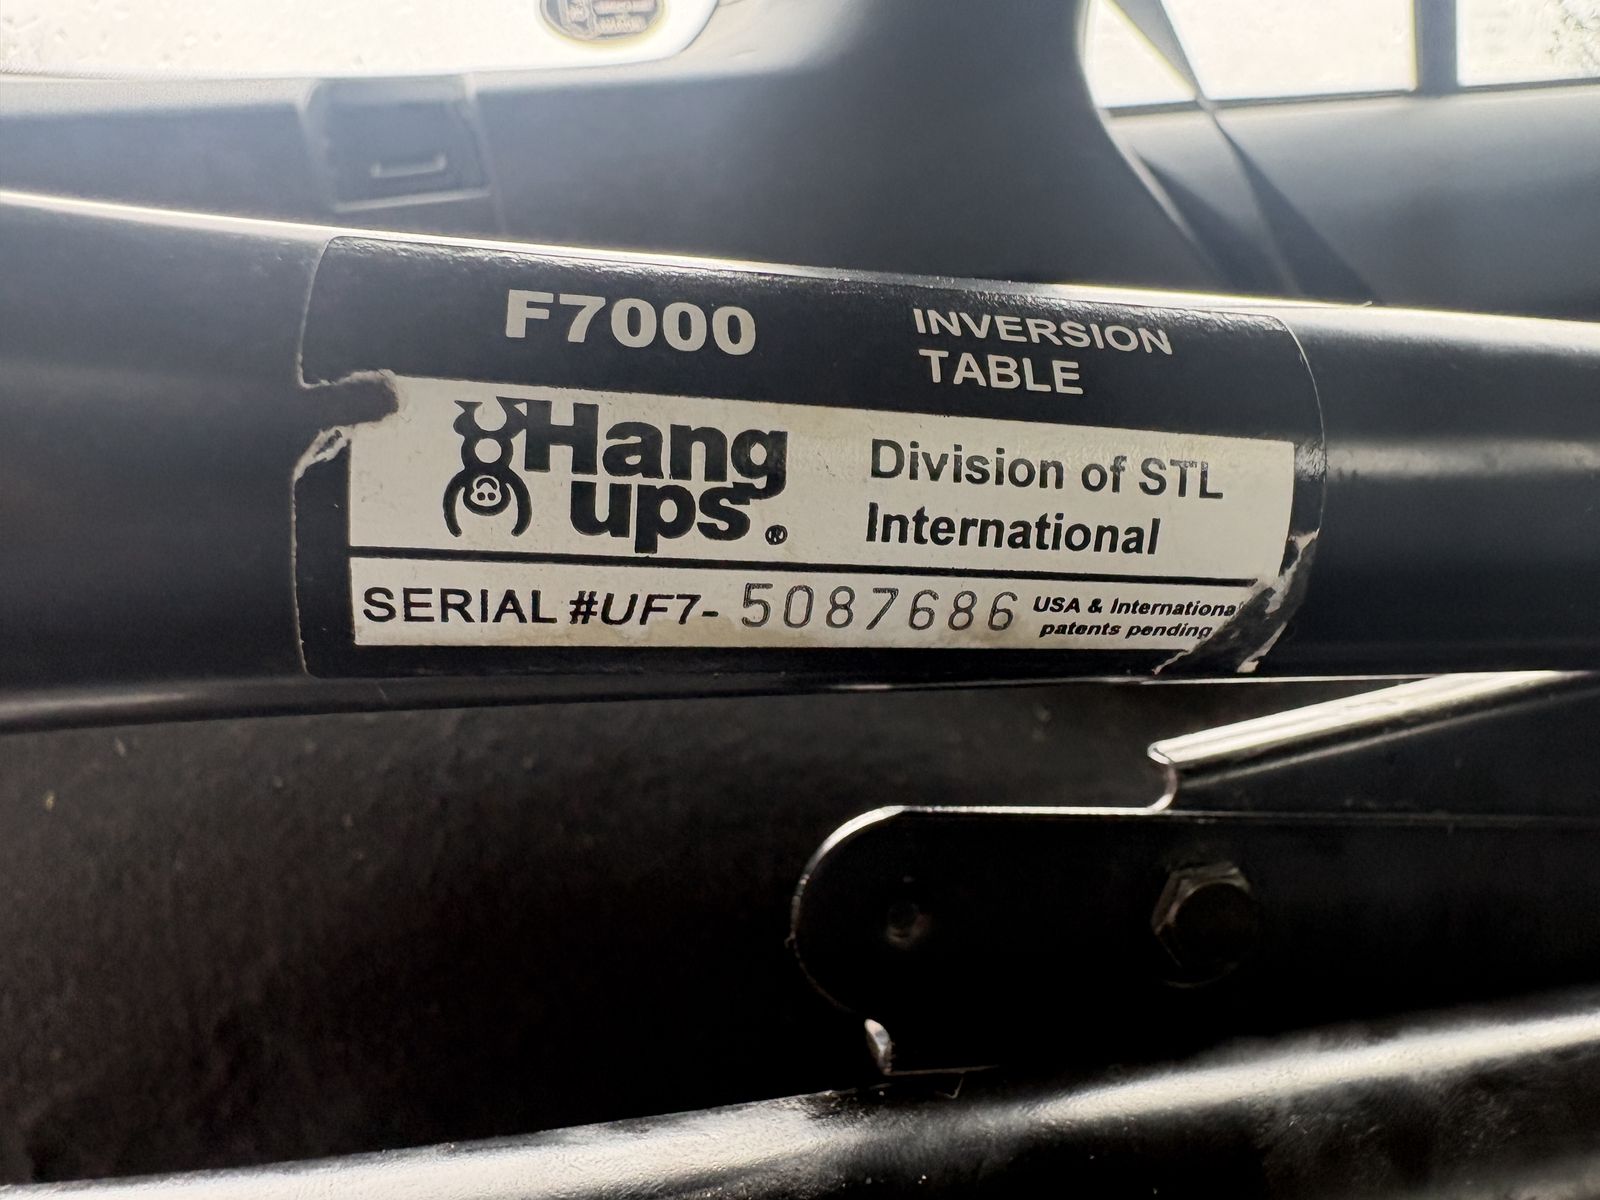 F7000
INVERSION
TABLE
Hang
ups®
Division of STL
International
SERIAL #UF7- 5087686
USA & International
patents pending